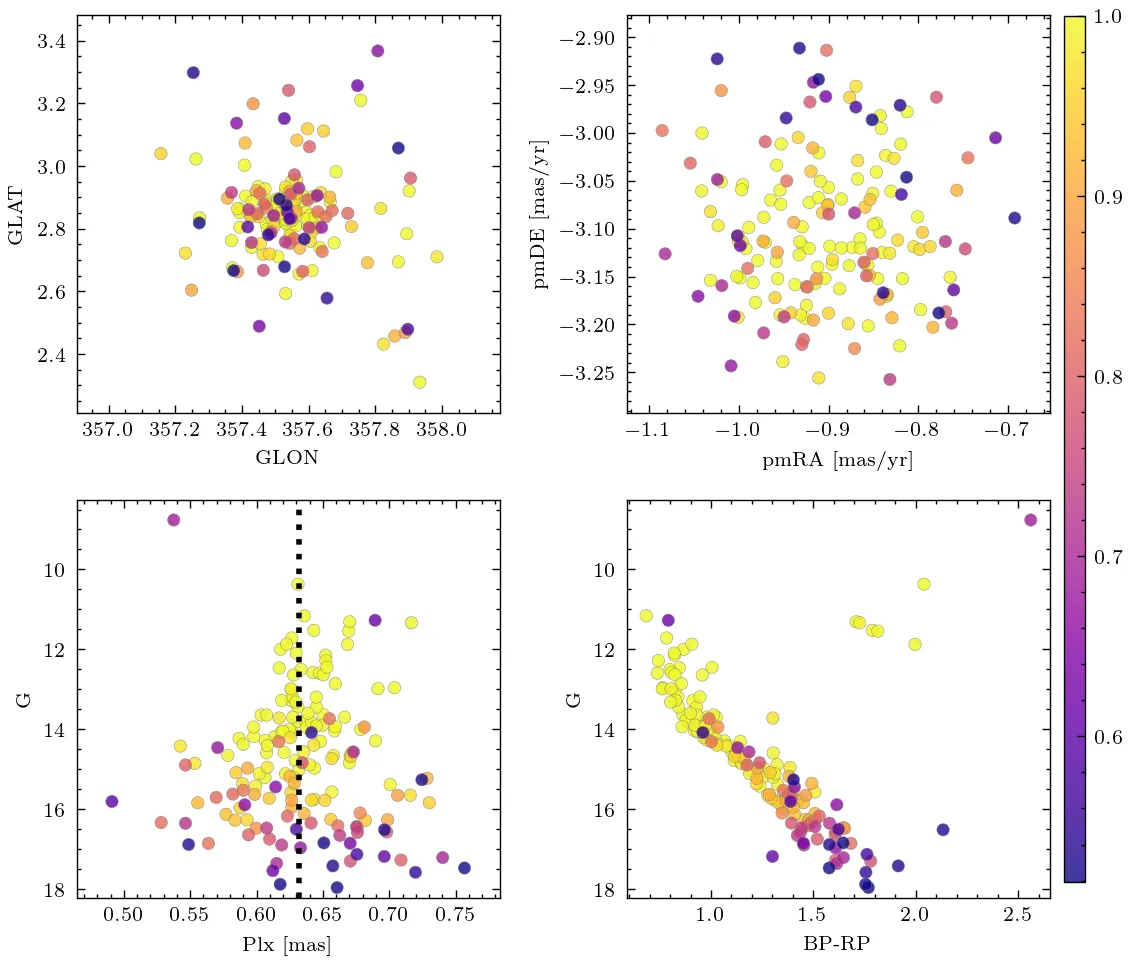 3.4
3.2
3.0
2.8
2.6
2.4
GLAT
357.0 357.2 357.4 357.6 357.8 358.0
GLON
−2.90
−2.95
−3.00
−3.05
−3.10
−3.15
−3.20
−3.25
pmDE [mas/yr]
−1.1 −1.0 −0.9 −0.8 −0.7
pmRA [mas/yr]
10
12
14
16
18
G
0.50 0.55 0.60 0.65 0.70 0.75
Plx [mas]
10
12
14
16
18
G
1.0 1.5 2.0 2.5
BP-RP
1.0
0.9
0.8
0.7
0.6